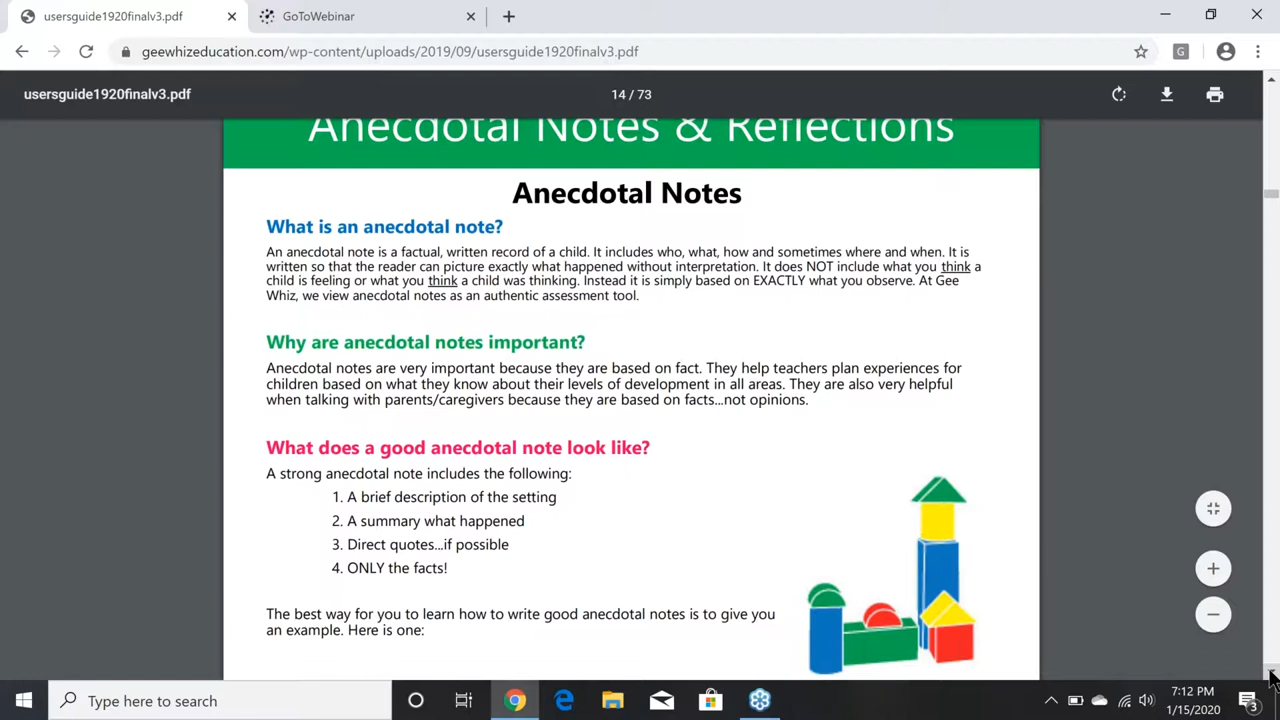 usersguide1920finalv3.pdf
GoToWebinar
geewhizeducation.com/wp-content/uploads/2019/09/usersguide1920finalv3.pdf
G
usersguide1920finalv3.pdf
14 / 73
Anecdotal Notes & Reflections
Anecdotal Notes
What is an anecdotal note?
An anecdotal note is a factual, written record of a child. It includes who, what, how and sometimes where and when. It is
written so that the reader can picture exactly what happened without interpretation. It does NOT include what you think a
child is feeling or what you think a child was thinking. Instead it is simply based on EXACTLY what you observe. At Gee
Whiz, we view anecdotal notes as an authentic assessment tool.
Why are anecdotal notes important?
Anecdotal notes are very important because they are based on fact. They help teachers plan experiences for
children based on what they know about their levels of development in all areas. They are also very helpful
when talking with parents/caregivers because they are based on facts...not opinions.
What does a good anecdotal note look like?
A strong anecdotal note includes the following:
1. A brief description of the setting
2. A summary what happened
3. Direct quotes...if possible
4. ONLY the facts!
The best way for you to learn how to write good anecdotal notes is to give you
an example. Here is one:
Type here to search
7:12 PM
1/15/2020
3